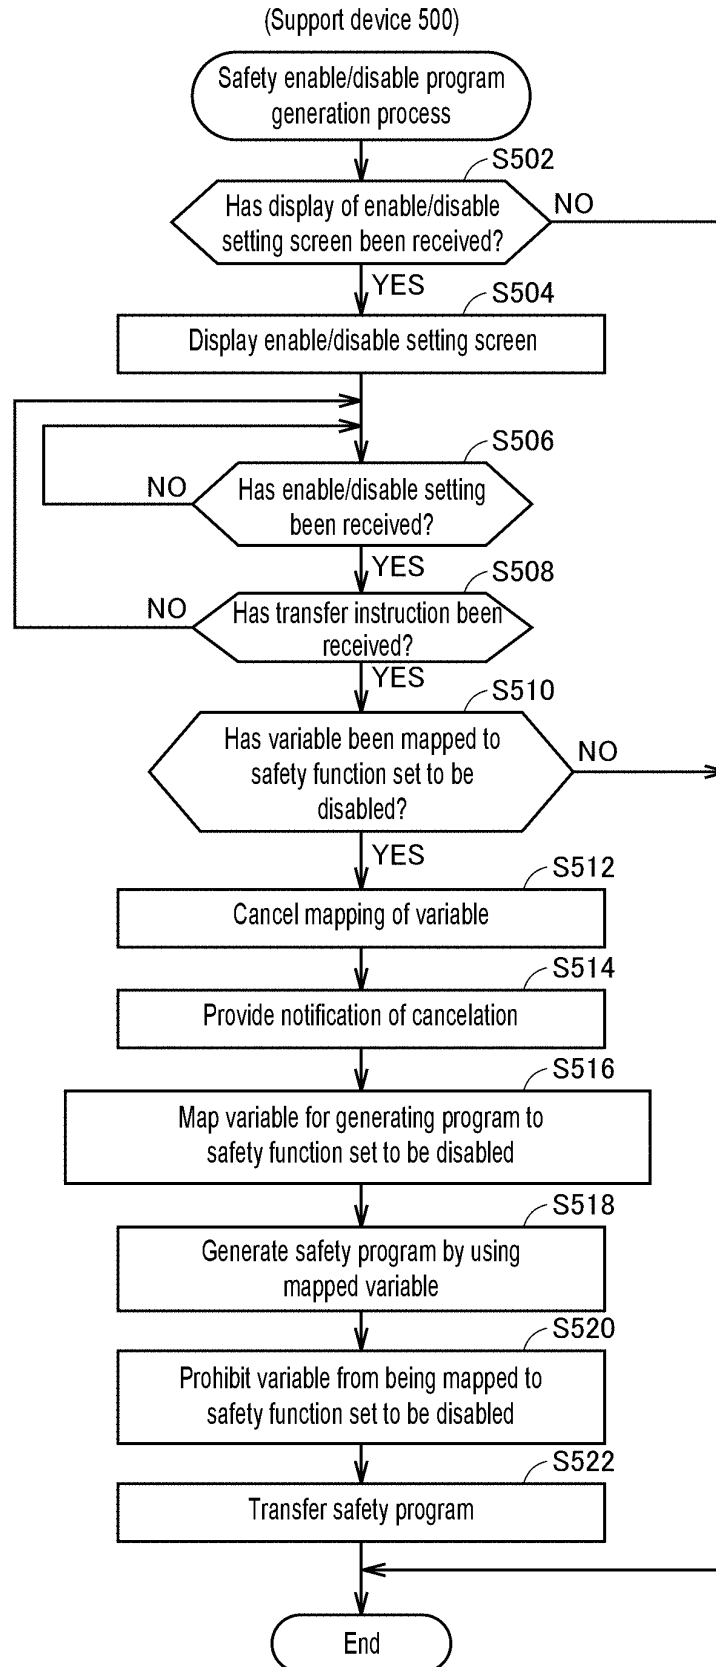 (Support device 500)
Safety enable/disable program
generation process
S502
Has display of enable/disable
setting screen been received?
NO
YES
S504
Display enable/disable setting screen
S506
NO
Has enable/disable setting
been received?
YES
S508
NO
Has transfer instruction been
received?
YES
S510
Has variable been mapped to
safety function set to be
disabled?
NO
YES
S512
Cancel mapping of variable
S514
Provide notification of cancelation
S516
Map variable for generating program to
safety function set to be disabled
S518
Generate safety program by using
mapped variable
S520
Prohibit variable from being mapped to
safety function set to be disabled
S522
Transfer safety program
End